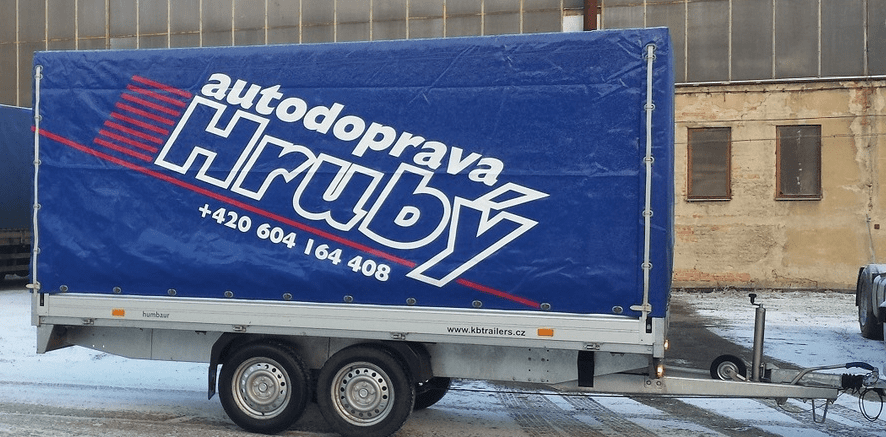 autodoprava
Hrubý
+420 604 164 408
humbaur
www.kbtrailers.cz